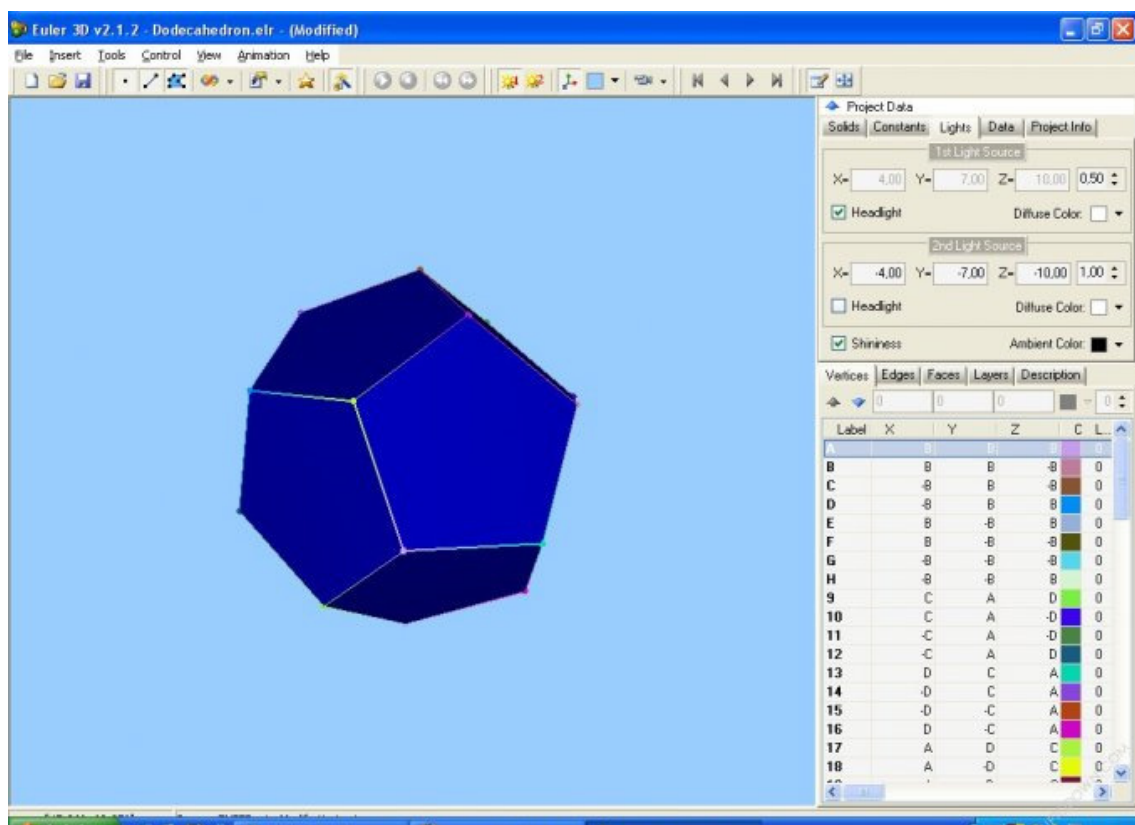 Euler 3D v2.1.2 - Dodecahedron.elr - (Modified)
File Insert Tools Control View Animation Help
Project Data
Solids Constants Lights Data Project Info
1st Light Source
X= 4,00 Y= 7,00 Z= 10,00 0,50
Headlight Diffuse Color:
2nd Light Source
X= -4,00 Y= -7,00 Z= -10,00 1,00
Headlight Diffuse Color:
Shininess Ambient Color:
Vertices Edges Faces Layers Description
0 0 0 0
Label X Y Z C L...
A B B B 0
B B B -B 0
C -B B -B 0
D -B B B 0
E B -B B 0
F B -B -B 0
G -B -B -B 0
H -B -B B 0
9 C A D 0
10 C A -D 0
11 -C A -D 0
12 -C A D 0
13 D C A 0
14 -D C A 0
15 -D -C A 0
16 D -C A 0
17 A D C 0
18 A -D C 0